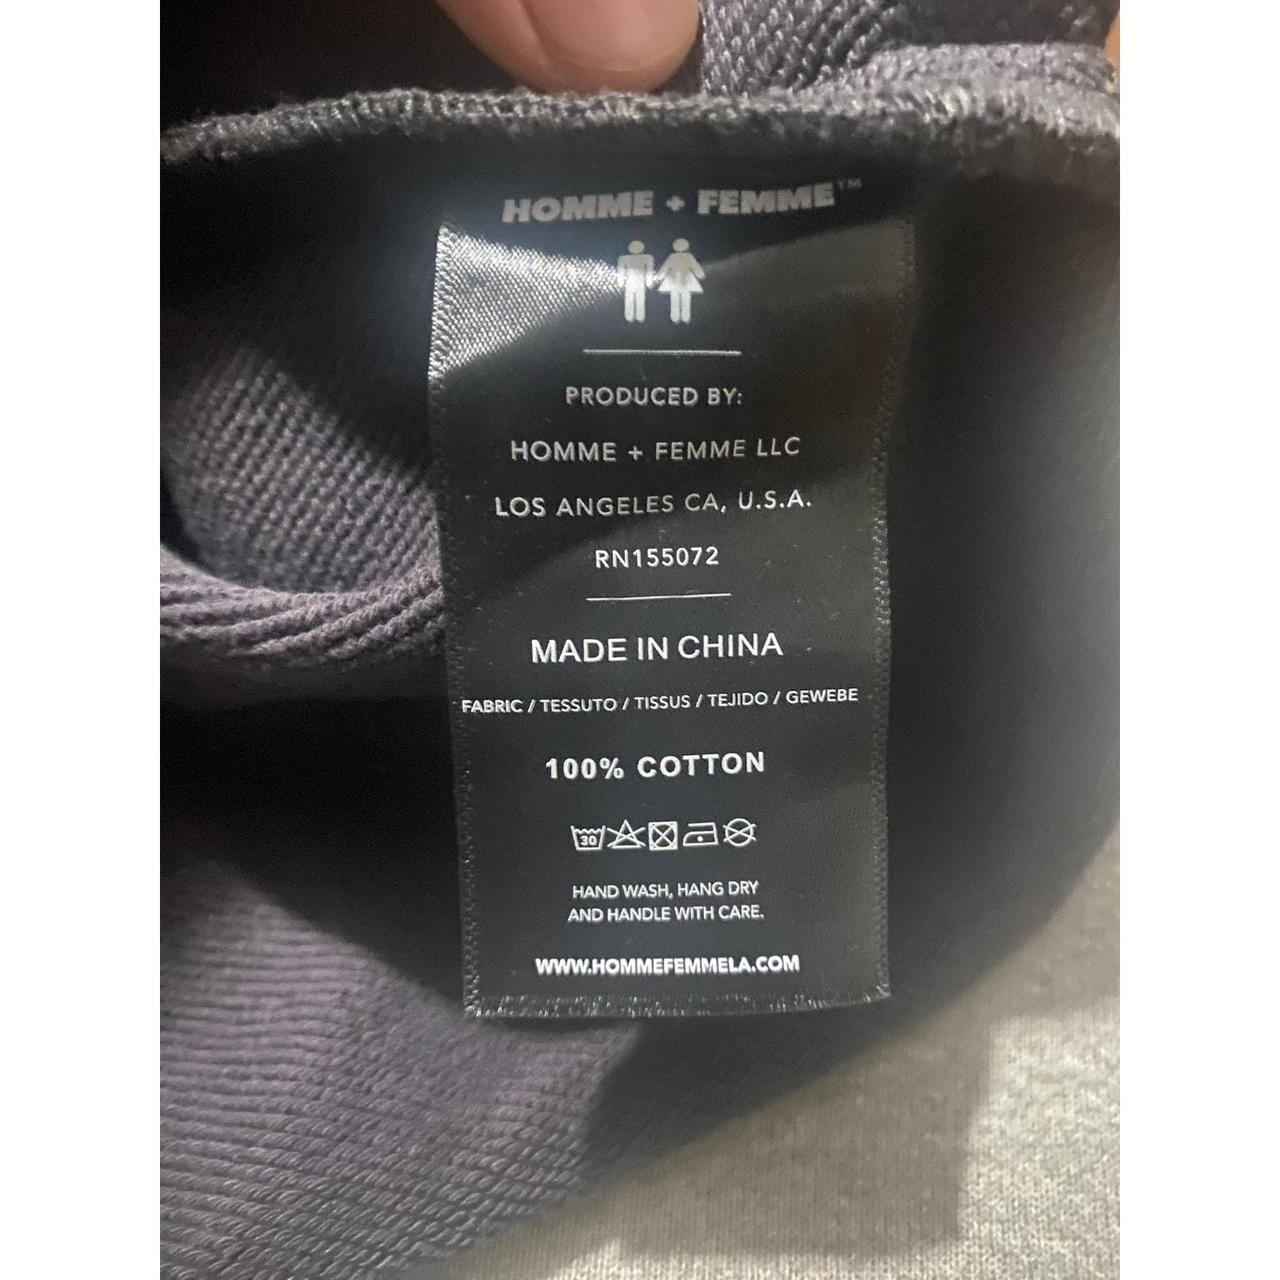 HOMME + FEMME™
PRODUCED BY:
HOMME + FEMME LLC
LOS ANGELES CA, U.S.A.
RN155072
MADE IN CHINA
FABRIC / TESSUTO / TISSUS / TEJIDO / GEWEBE
100% COTTON
30
HAND WASH, HANG DRY
AND HANDLE WITH CARE.
WWW.HOMMEFEMMELA.COM